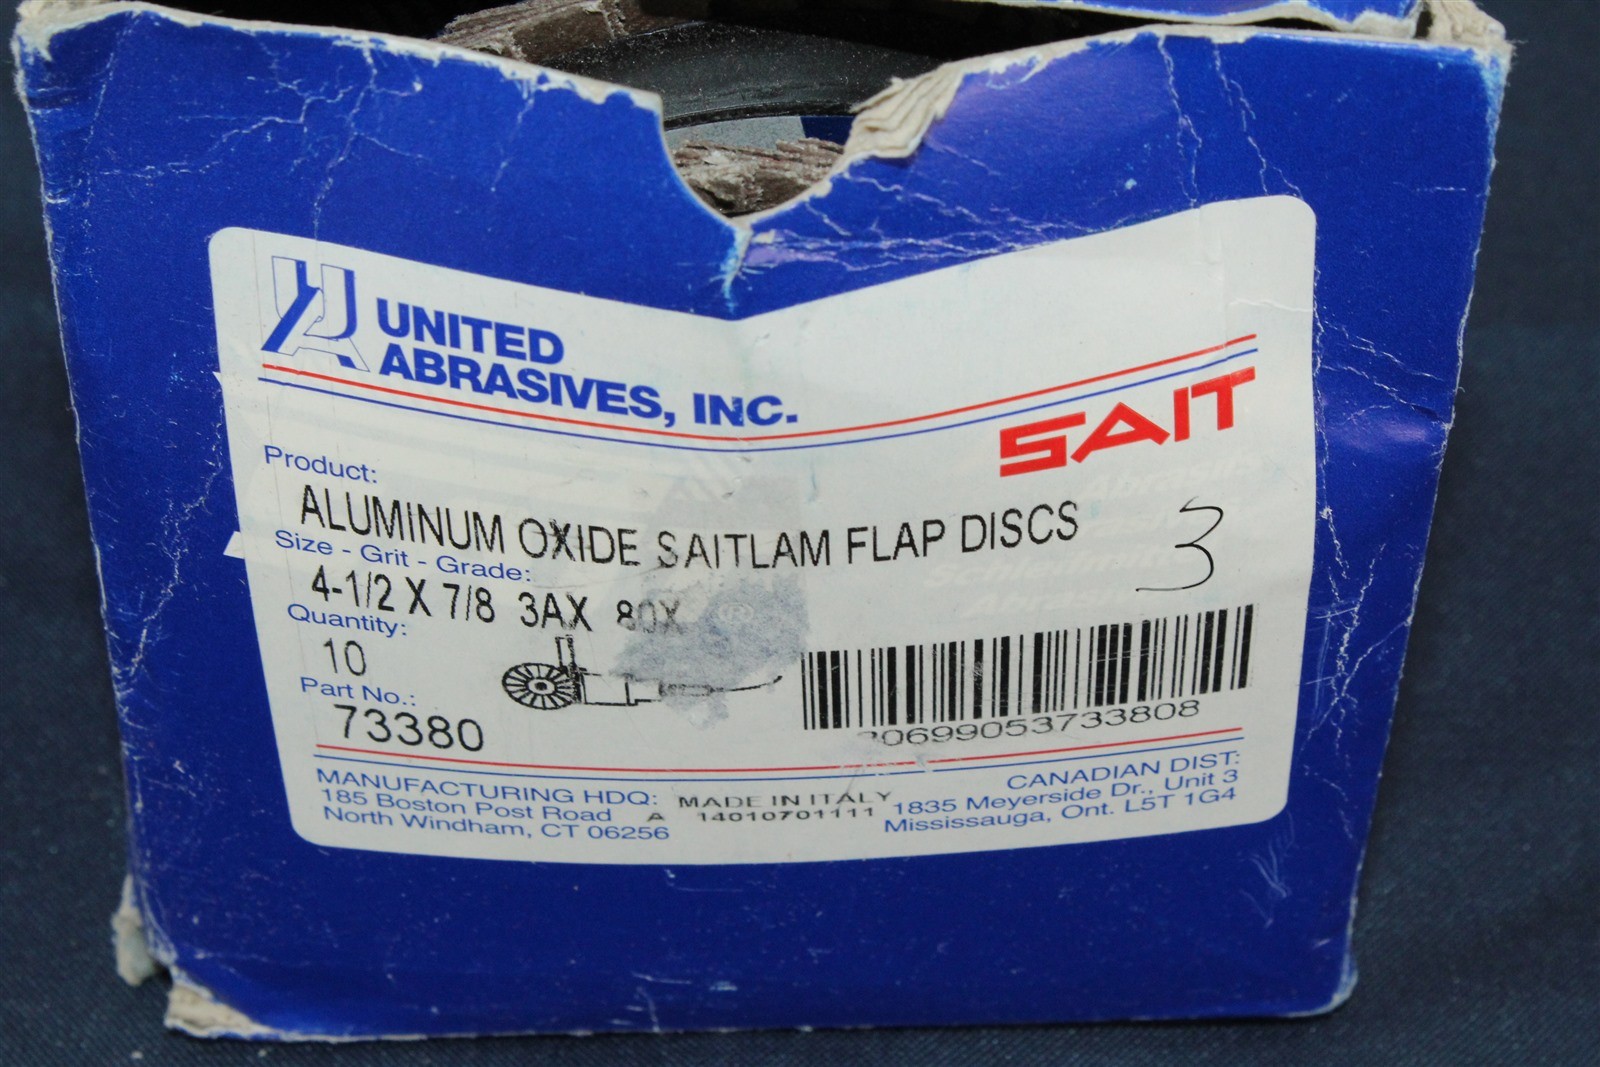 UNITED
ABRASIVES, INC.
SAIT
Product:
ALUMINUM OXIDE SAITLAM FLAP DISCS
3
Size - Grit - Grade:
4-1/2 X 7/8 3AX 80X
Quantity:
10
Part No.:
73380
06699053733808
MANUFACTURING HDQ:
185 Boston Post Road
North Windham, CT 06256
MADE IN ITALY
A 14010701111
CANADIAN DIST:
1835 Meyerside Dr., Unit 3
Mississauga, Ont. L5T 1G4